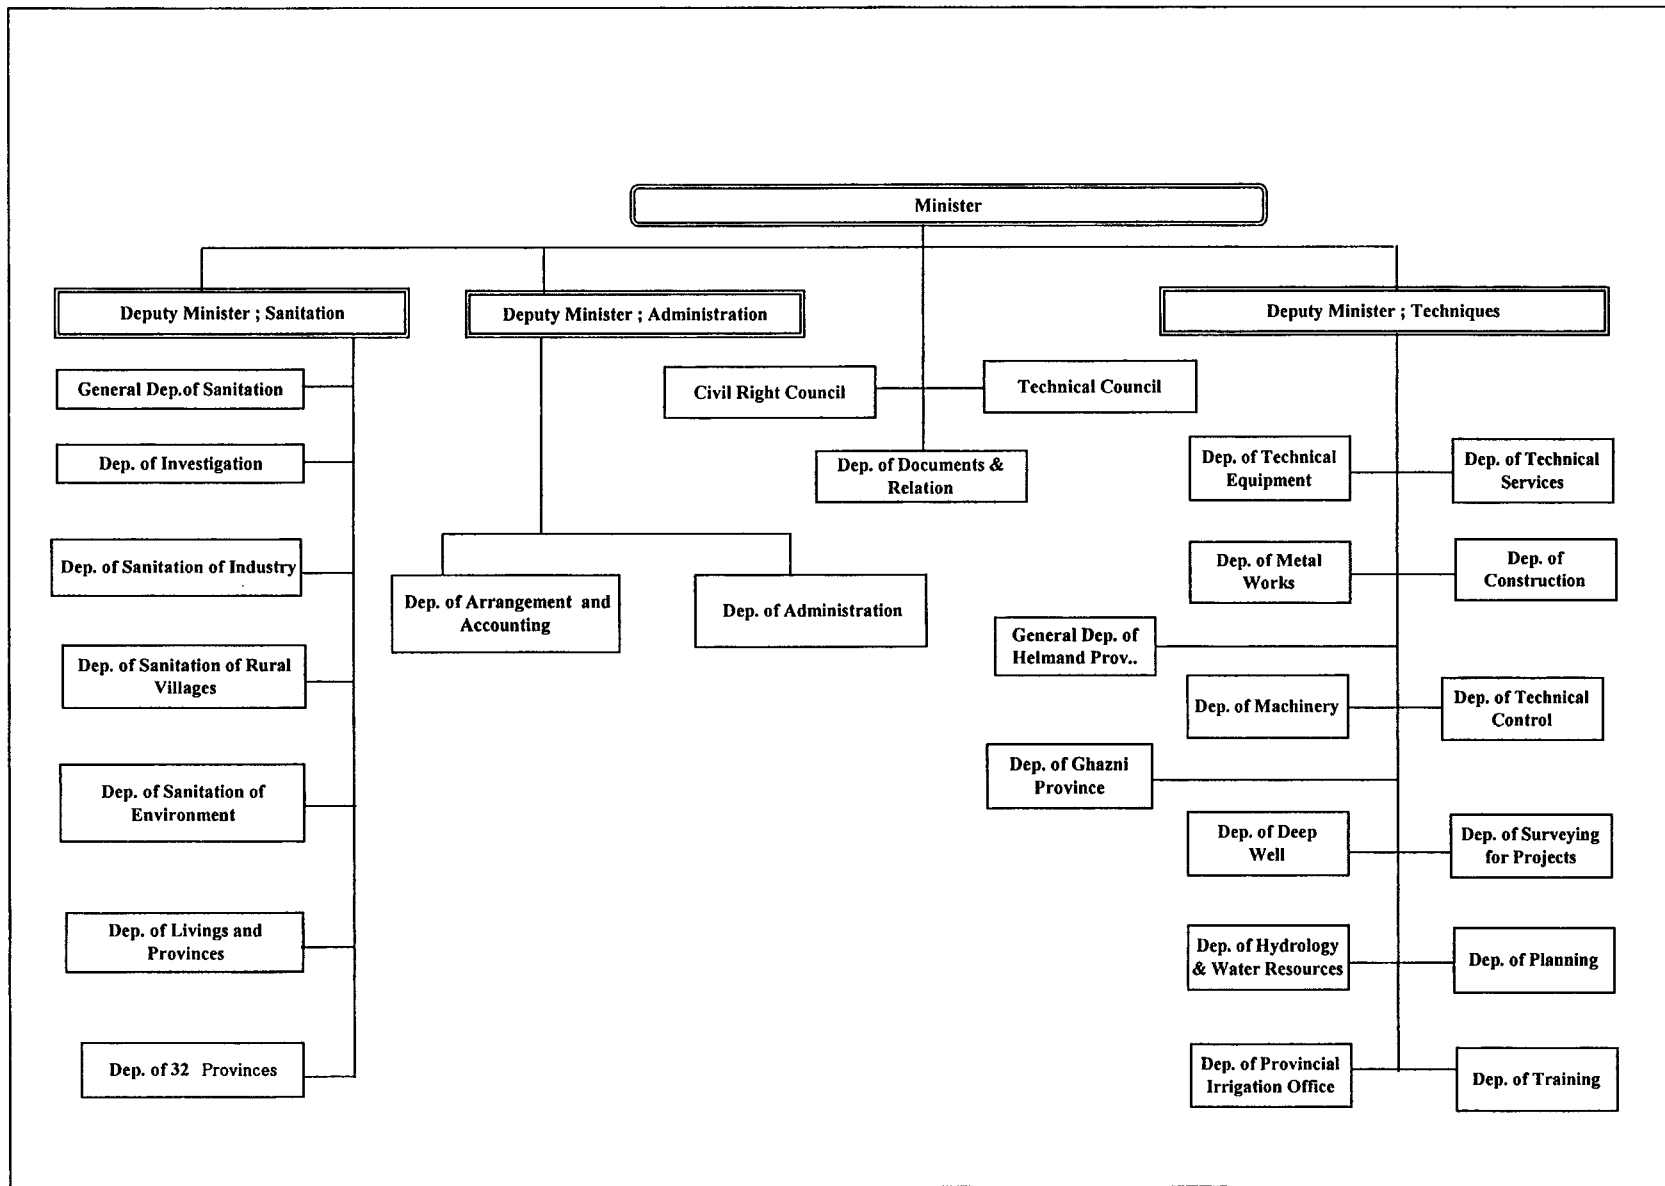 Minister
Deputy Minister ; Sanitation
Deputy Minister ; Administration
Deputy Minister ; Techniques
General Dep.of Sanitation
Dep. of Investigation
Dep. of Sanitation of Industry
Dep. of Sanitation of Rural
Villages
Dep. of Sanitation of
Environment
Dep. of Livings and
Provinces
Dep. of 32 Provinces
Dep. of Arrangement and
Accounting
Dep. of Administration
Civil Right Council
Technical Council
Dep. of Documents &
Relation
Dep. of Technical
Equipment
Dep. of Technical
Services
Dep. of Metal
Works
Dep. of
Construction
General Dep. of
Helmand Prov..
Dep. of Machinery
Dep. of Technical
Control
Dep. of Ghazni
Province
Dep. of Deep
Well
Dep. of Surveying
for Projects
Dep. of Hydrology
& Water Resources
Dep. of Planning
Dep. of Provincial
Irrigation Office
Dep. of Training